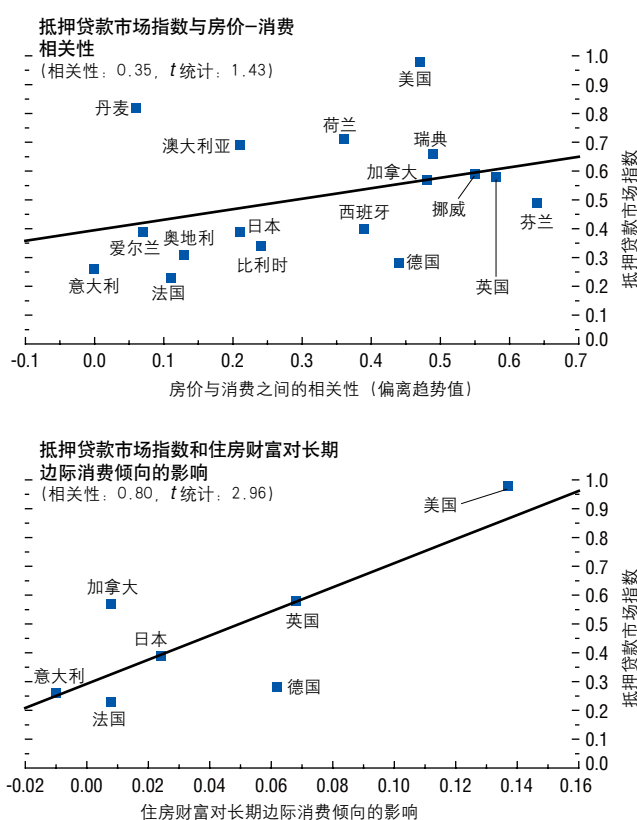 抵押贷款市场指数与房价–消费
相关性
(相关性：0.35，t 统计：1.43)
1.0
0.9
0.8
0.7
0.6
0.5
0.4
0.3
0.2
0.1
0.0
抵押贷款市场指数
美国
丹麦
荷兰
瑞典
澳大利亚
加拿大
挪威
芬兰
西班牙
日本
奥地利
爱尔兰
比利时
德国
意大利
法国
英国
-0.1 0.0 0.1 0.2 0.3 0.4 0.5 0.6 0.7
房价与消费之间的相关性 (偏离趋势值)
抵押贷款市场指数和住房财富对长期
边际消费倾向的影响
(相关性：0.80，t 统计：2.96)
1.0
0.9
0.8
0.7
0.6
0.5
0.4
0.3
0.2
0.1
0.0
抵押贷款市场指数
美国
加拿大
英国
日本
意大利
德国
法国
-0.02 0.00 0.02 0.04 0.06 0.08 0.10 0.12 0.14 0.16
住房财富对长期边际消费倾向的影响